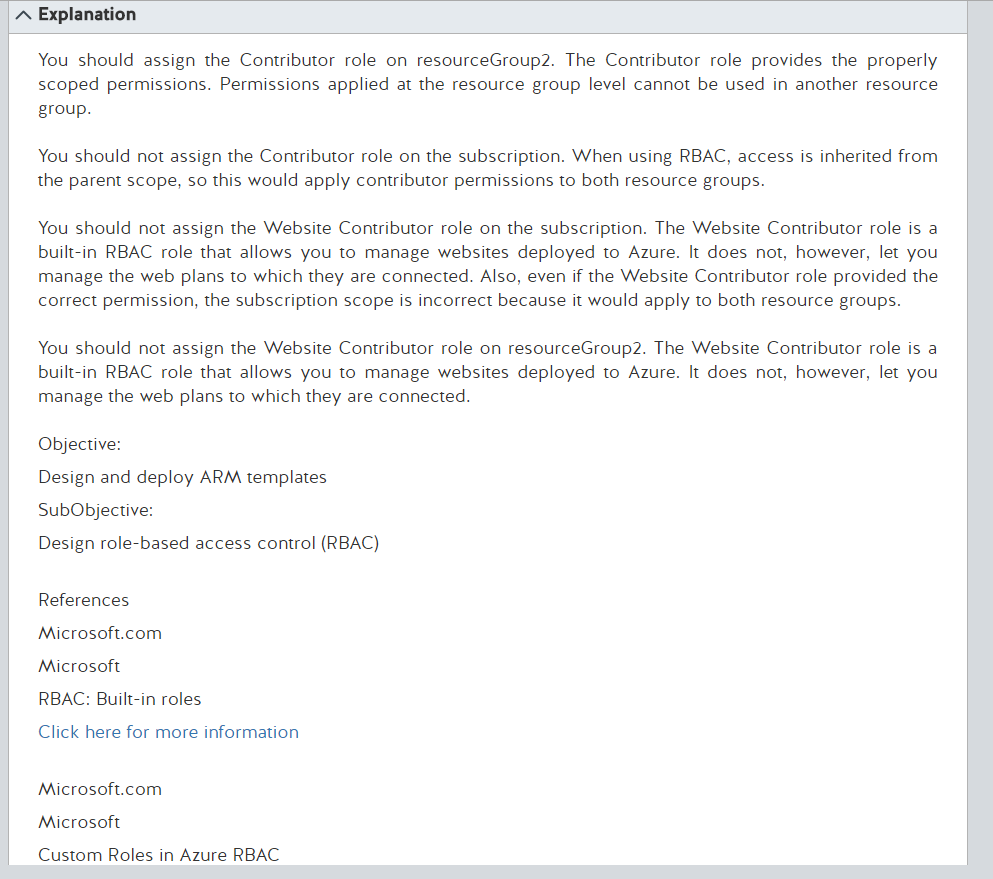 Explanation
You should assign the Contributor role on resourceGroup2. The Contributor role provides the properly
scoped permissions. Permissions applied at the resource group level cannot be used in another resource
group.
You should not assign the Contributor role on the subscription. When using RBAC, access is inherited from
the parent scope, so this would apply contributor permissions to both resource groups.
You should not assign the Website Contributor role on the subscription. The Website Contributor role is a
built-in RBAC role that allows you to manage websites deployed to Azure. It does not, however, let you
manage the web plans to which they are connected. Also, even if the Website Contributor role provided the
correct permission, the subscription scope is incorrect because it would apply to both resource groups.
You should not assign the Website Contributor role on resourceGroup2. The Website Contributor role is a
built-in RBAC role that allows you to manage websites deployed to Azure. It does not, however, let you
manage the web plans to which they are connected.
Objective:
Design and deploy ARM templates
SubObjective:
Design role-based access control (RBAC)
References
Microsoft.com
Microsoft
RBAC: Built-in roles
Click here for more information
Microsoft.com
Microsoft
Custom Roles in Azure RBAC